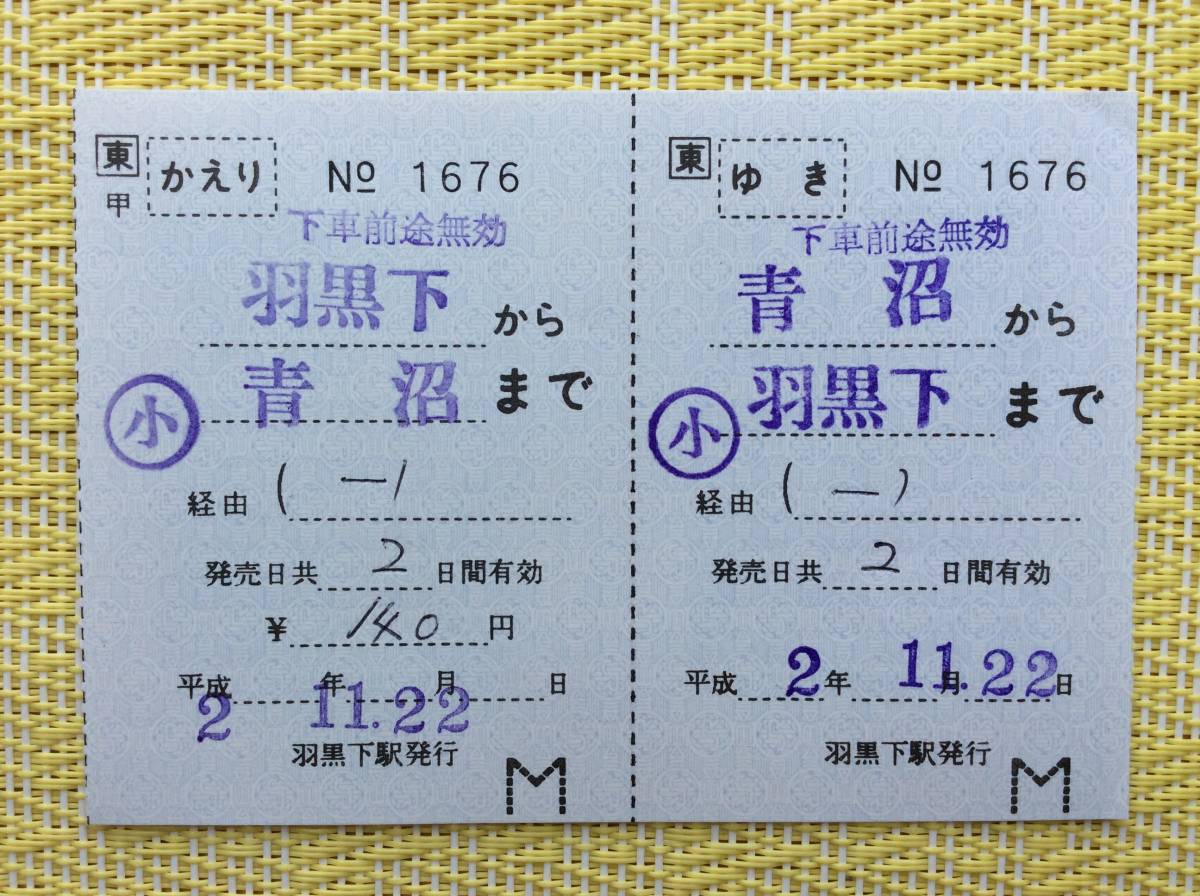 東 かえり № 1676
甲
下車前途無効
羽黒下 から
青沼 まで
小
経由 ( — )
発売日共 2 日間有効
¥ 140 円
平成 2 年 11. 月 22 日
羽黒下駅発行
M
東 ゆき № 1676
下車前途無効
青沼 から
羽黒下 まで
小
経由 ( — )
発売日共 2 日間有効
平成 2 年 11. 月 22 日
羽黒下駅発行
M